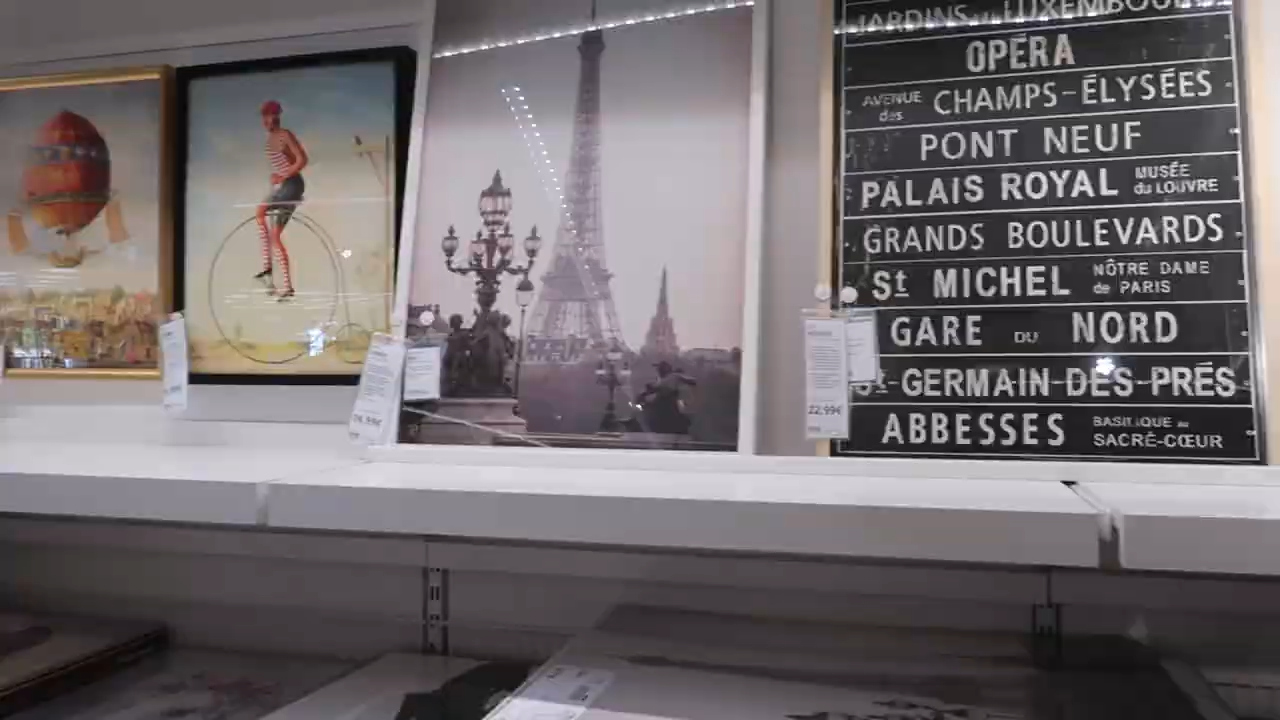 JARDINS du LUXEMBOURG
OPÉRA
AVENUE des CHAMPS-ÉLYSÉES
PONT NEUF
PALAIS ROYAL MUSÉE du LOUVRE
GRANDS BOULEVARDS
St MICHEL NÔTRE DAME de PARIS
GARE DU NORD
St-GERMAIN-DES-PRÉS
ABBESSES BASILIQUE du SACRÉ-CŒUR
22,99€